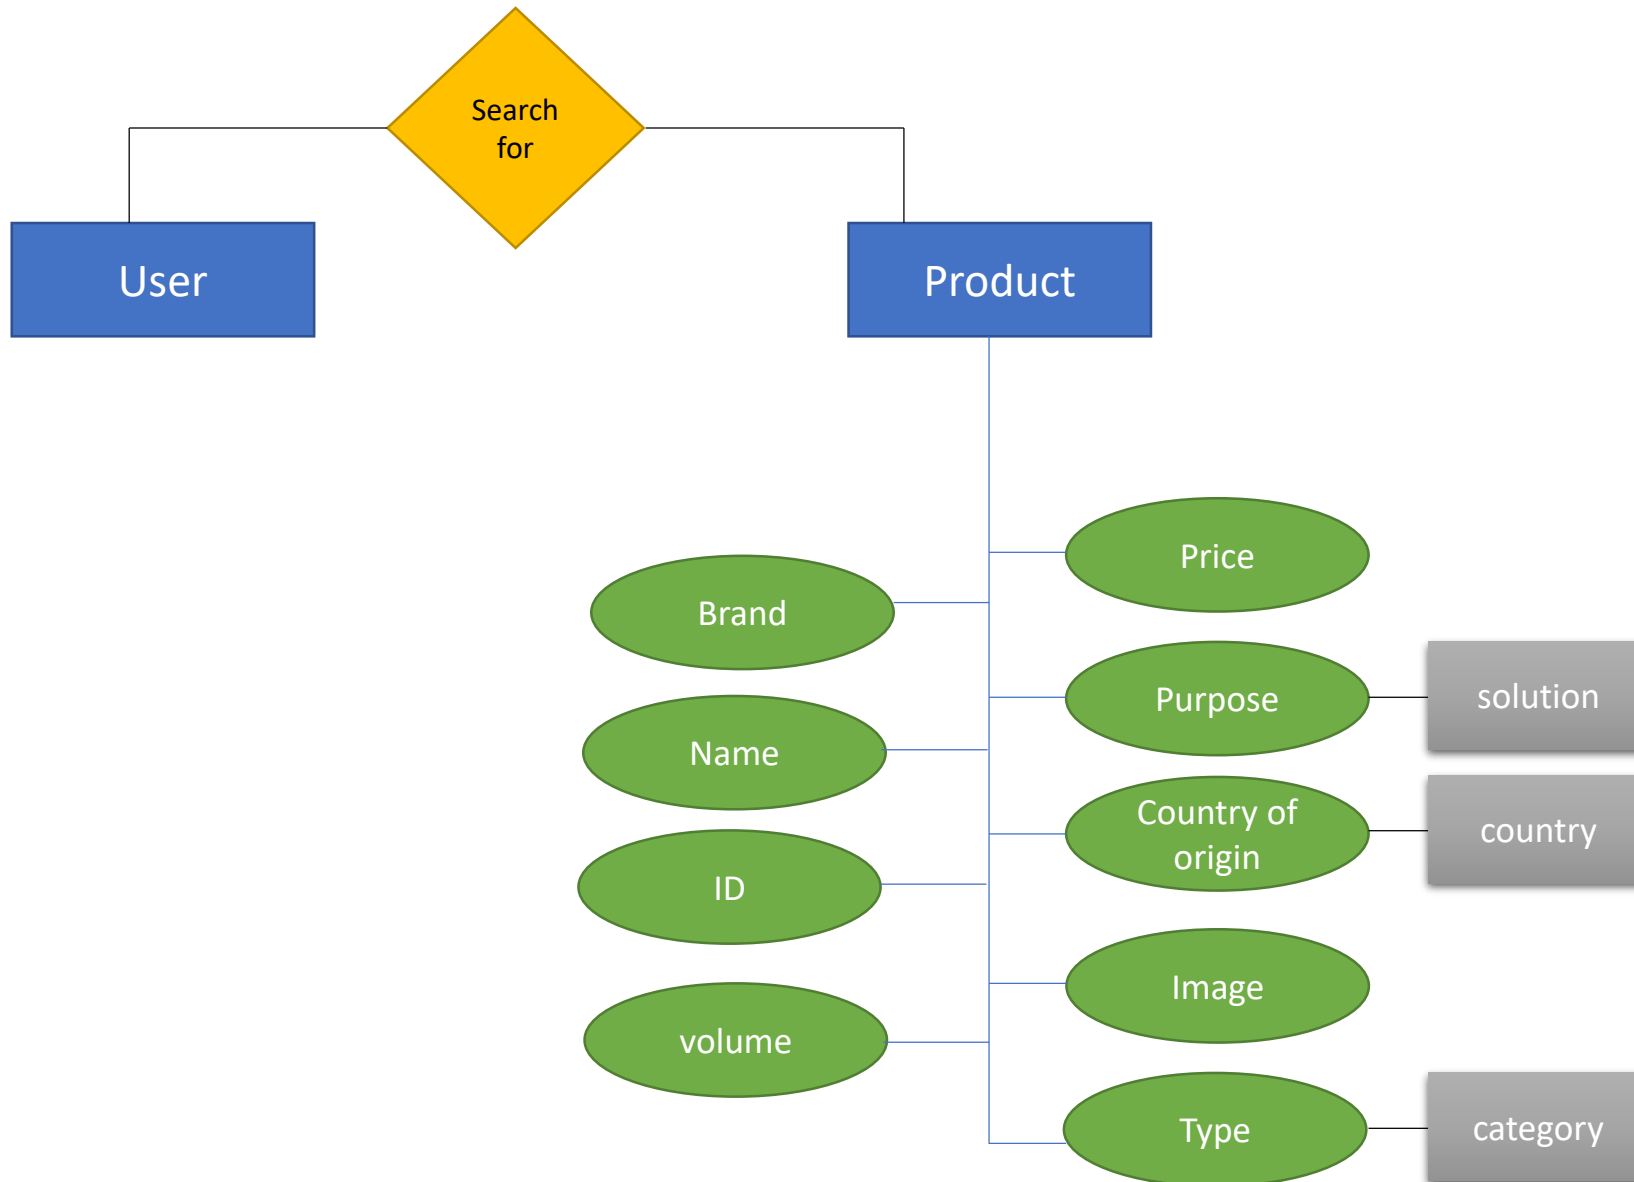 Search
for
User
Product
Price
Brand
Purpose
solution
Name
Country of
origin
country
ID
Image
volume
Type
category